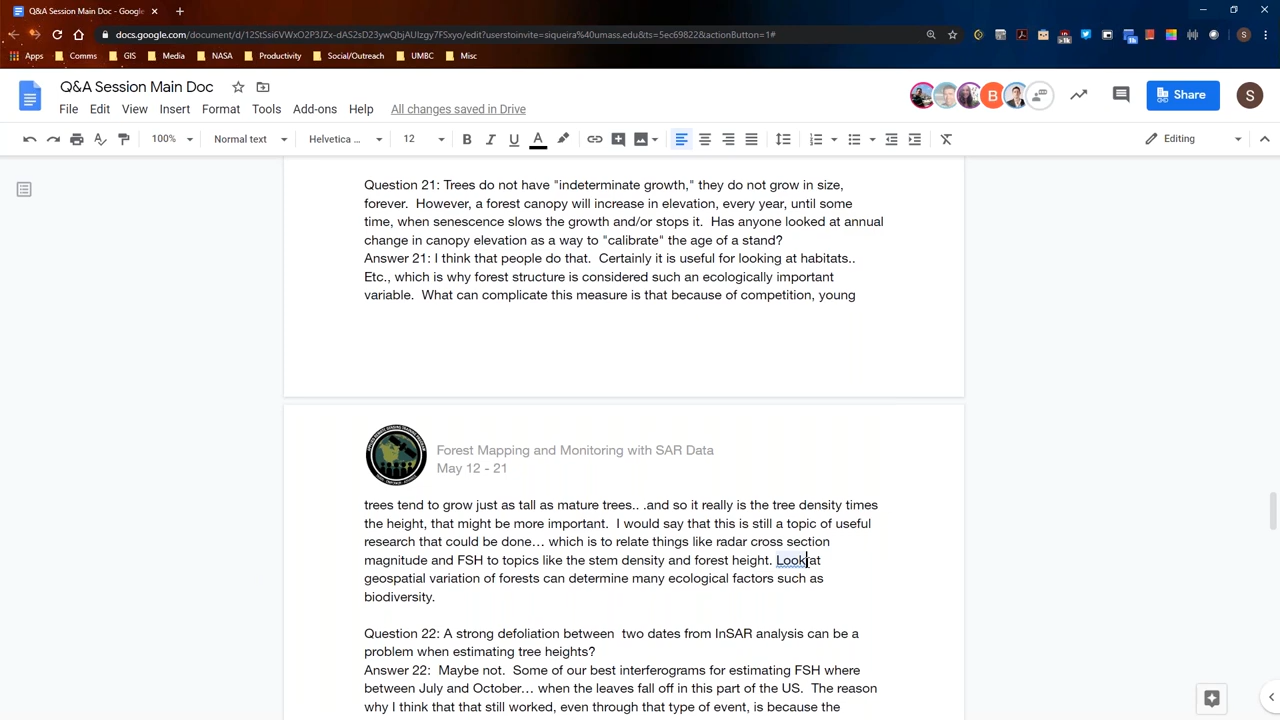 Q&A Session Main Doc - Google
docs.google.com/document/d/12StSsi6VWxO2P3JZx-dAS2sD23ywQbjAUIzgy7FSxyo/edit?userstoinvite=siqueira%40umass.edu&ts=5ec69822&actionButton=1#
Apps Comms GIS Media NASA Productivity Social/Outreach UMBC Misc
Q&A Session Main Doc
File Edit View Insert Format Tools Add-ons Help All changes saved in Drive
B Share S
100% Normal text Helvetica ... 12 B I U A Editing
Question 21: Trees do not have "indeterminate growth," they do not grow in size,
forever. However, a forest canopy will increase in elevation, every year, until some
time, when senescence slows the growth and/or stops it. Has anyone looked at annual
change in canopy elevation as a way to "calibrate" the age of a stand?
Answer 21: I think that people do that. Certainly it is useful for looking at habitats..
Etc., which is why forest structure is considered such an ecologically important
variable. What can complicate this measure is that because of competition, young
Forest Mapping and Monitoring with SAR Data
May 12 - 21
trees tend to grow just as tall as mature trees.. .and so it really is the tree density times
the height, that might be more important. I would say that this is still a topic of useful
research that could be done… which is to relate things like radar cross section
magnitude and FSH to topics like the stem density and forest height. Look at
geospatial variation of forests can determine many ecological factors such as
biodiversity.
Question 22: A strong defoliation between two dates from InSAR analysis can be a
problem when estimating tree heights?
Answer 22: Maybe not. Some of our best interferograms for estimating FSH where
between July and October… when the leaves fall off in this part of the US. The reason
why I think that that still worked, even through that type of event, is because the